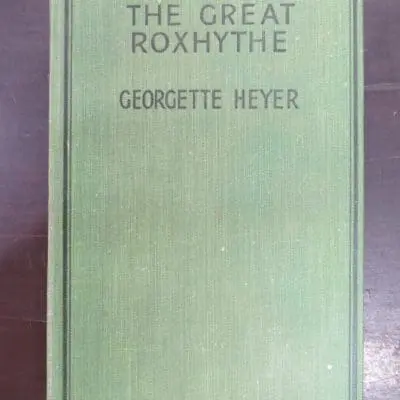 THE GREAT
ROXHYTHE
GEORGETTE HEYER